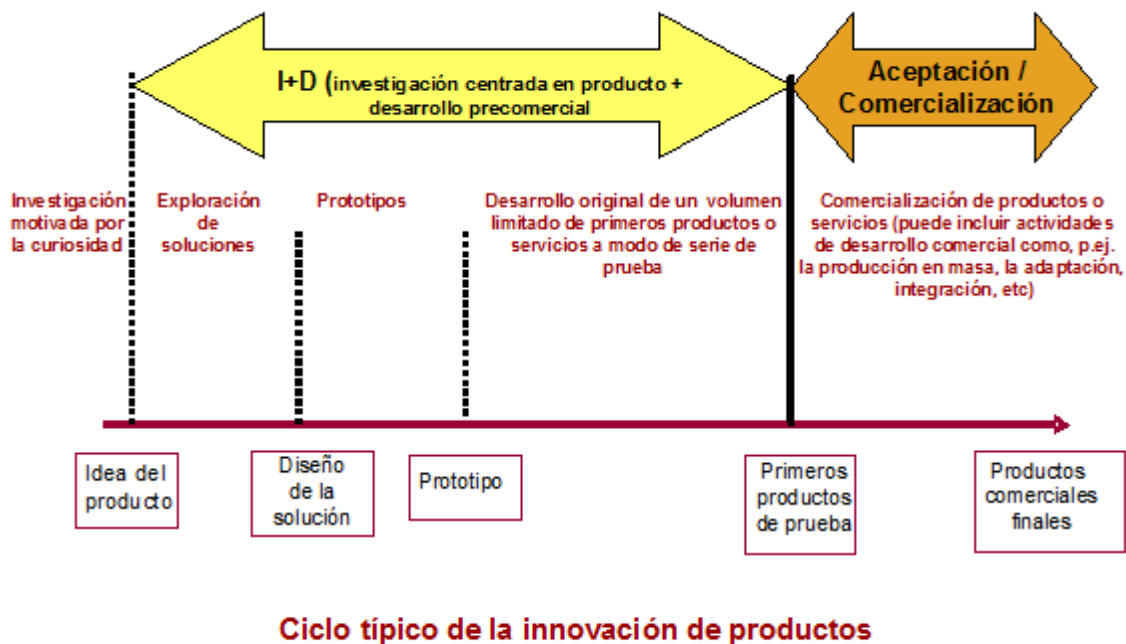 I+D (investigación centrada en producto +
desarrollo precomercial
Aceptación /
Comercialización
Investigación
motivada por
la curiosidad
Exploración
de
soluciones
Prototipos
Desarrollo original de un volumen
limitado de primeros productos o
servicios a modo de serie de
prueba
Comercialización de productos o
servicios (puede incluir actividades
de desarrollo comercial como, p.ej.
la producción en masa, la adaptación,
integración, etc)
Idea del
producto
Diseño
de la
solución
Prototipo
Primeros
productos
de prueba
Productos
comerciales
finales
Ciclo típico de la innovación de productos